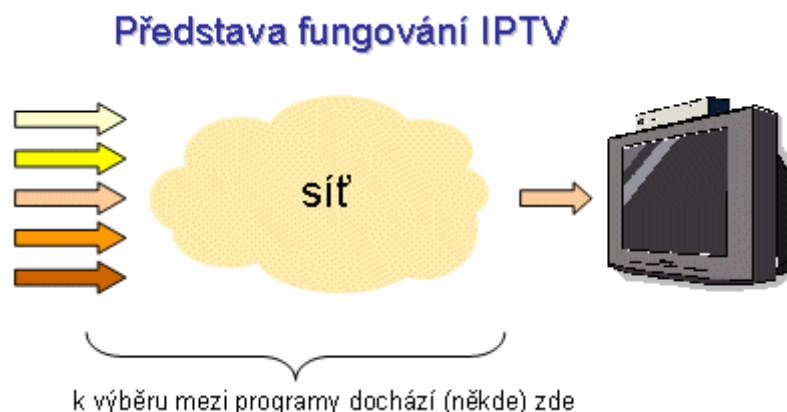 Představa fungování IPTV
síť
k výběru mezi programy dochází (někde) zde